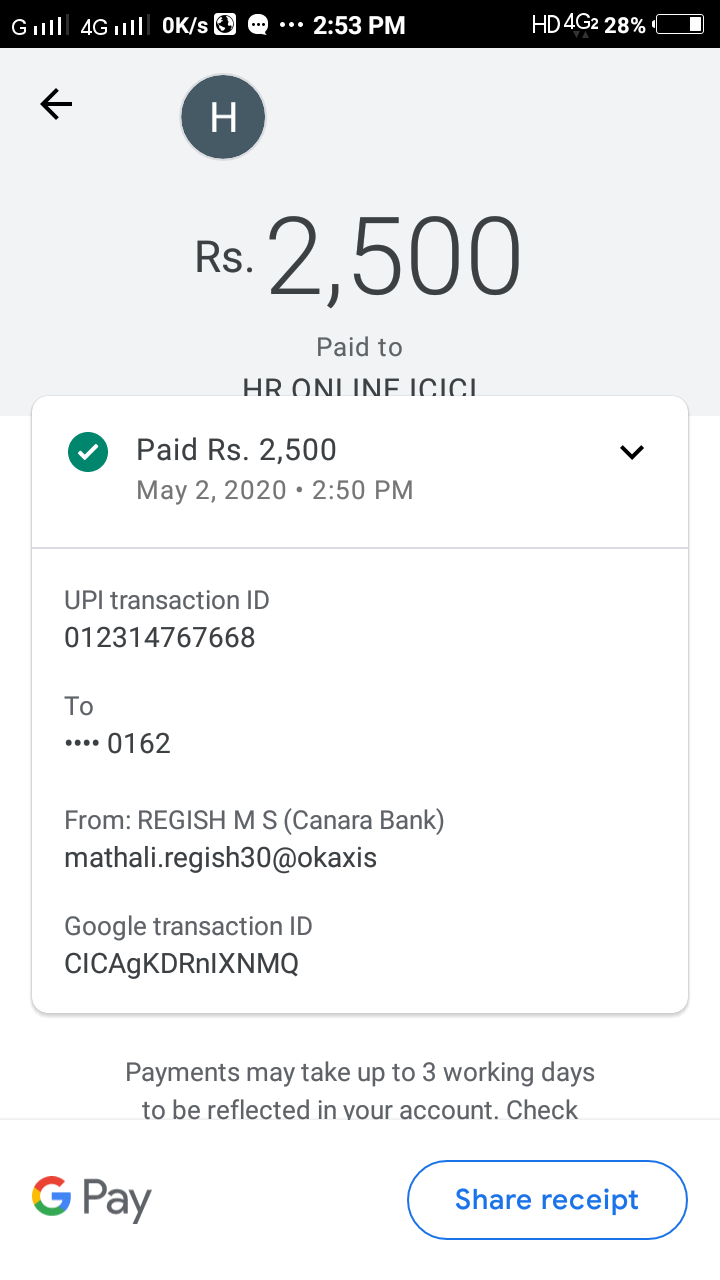 G 4G 0K/s ••• 2:53 PM HD 4G2 28%
H
Rs. 2,500
Paid to
HR ONLINE ICICI
Paid Rs. 2,500
May 2, 2020 • 2:50 PM
UPI transaction ID
012314767668
To
•••• 0162
From: REGISH M S (Canara Bank)
mathali.regish30@okaxis
Google transaction ID
CICAgKDRnIXNMQ
Payments may take up to 3 working days
to be reflected in your account. Check
G Pay
Share receipt